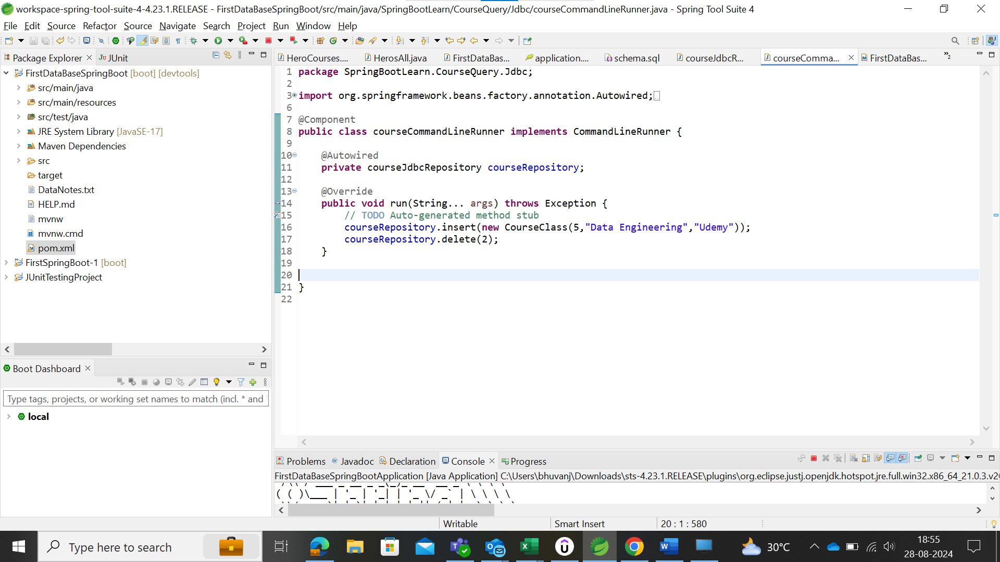 workspace-spring-tool-suite-4-4.23.1.RELEASE - FirstDataBaseSpringBoot/src/main/java/SpringBootLearn/CourseQuery/Jdbc/courseCommandLineRunner.java - Spring Tool Suite 4
File Edit Source Refactor Source Navigate Search Project Run Window Help
Package Explorer JUnit
FirstDataBaseSpringBoot [boot] [devtools]
src/main/java
src/main/resources
src/test/java
JRE System Library [JavaSE-17]
Maven Dependencies
src
target
DataNotes.txt
HELP.md
mvnw
mvnw.cmd
pom.xml
FirstSpringBoot-1 [boot]
JUnitTestingProject
Boot Dashboard
Type tags, projects, or working set names to match (incl. * and
local
HeroCourses.... HerosAll.java FirstDataBas... application.... schema.sql courseJdbcR... courseComma... FirstDataBas... »2
1 package SpringBootLearn.CourseQuery.Jdbc;
2
3 import org.springframework.beans.factory.annotation.Autowired;
6
7 @Component
8 public class courseCommandLineRunner implements CommandLineRunner {
9
10 @Autowired
11 private courseJdbcRepository courseRepository;
12
13 @Override
14 public void run(String... args) throws Exception {
15 // TODO Auto-generated method stub
16 courseRepository.insert(new CourseClass(5,"Data Engineering","Udemy"));
17 courseRepository.delete(2);
18 }
19
20
21 }
22
Problems Javadoc Declaration Console Progress
FirstDataBaseSpringBootApplication [Java Application] C:\Users\bhuvanj\Downloads\sts-4.23.1.RELEASE\plugins\org.eclipse.justj.openjdk.hotspot.jre.full.win32.x86_64_21.0.3.v2
( ( )\___ | '_ | '_| | '_ \/ _` | \ \ \ \
Writable Smart Insert 20 : 1 : 580
Type here to search
30°C
18:55
28-08-2024